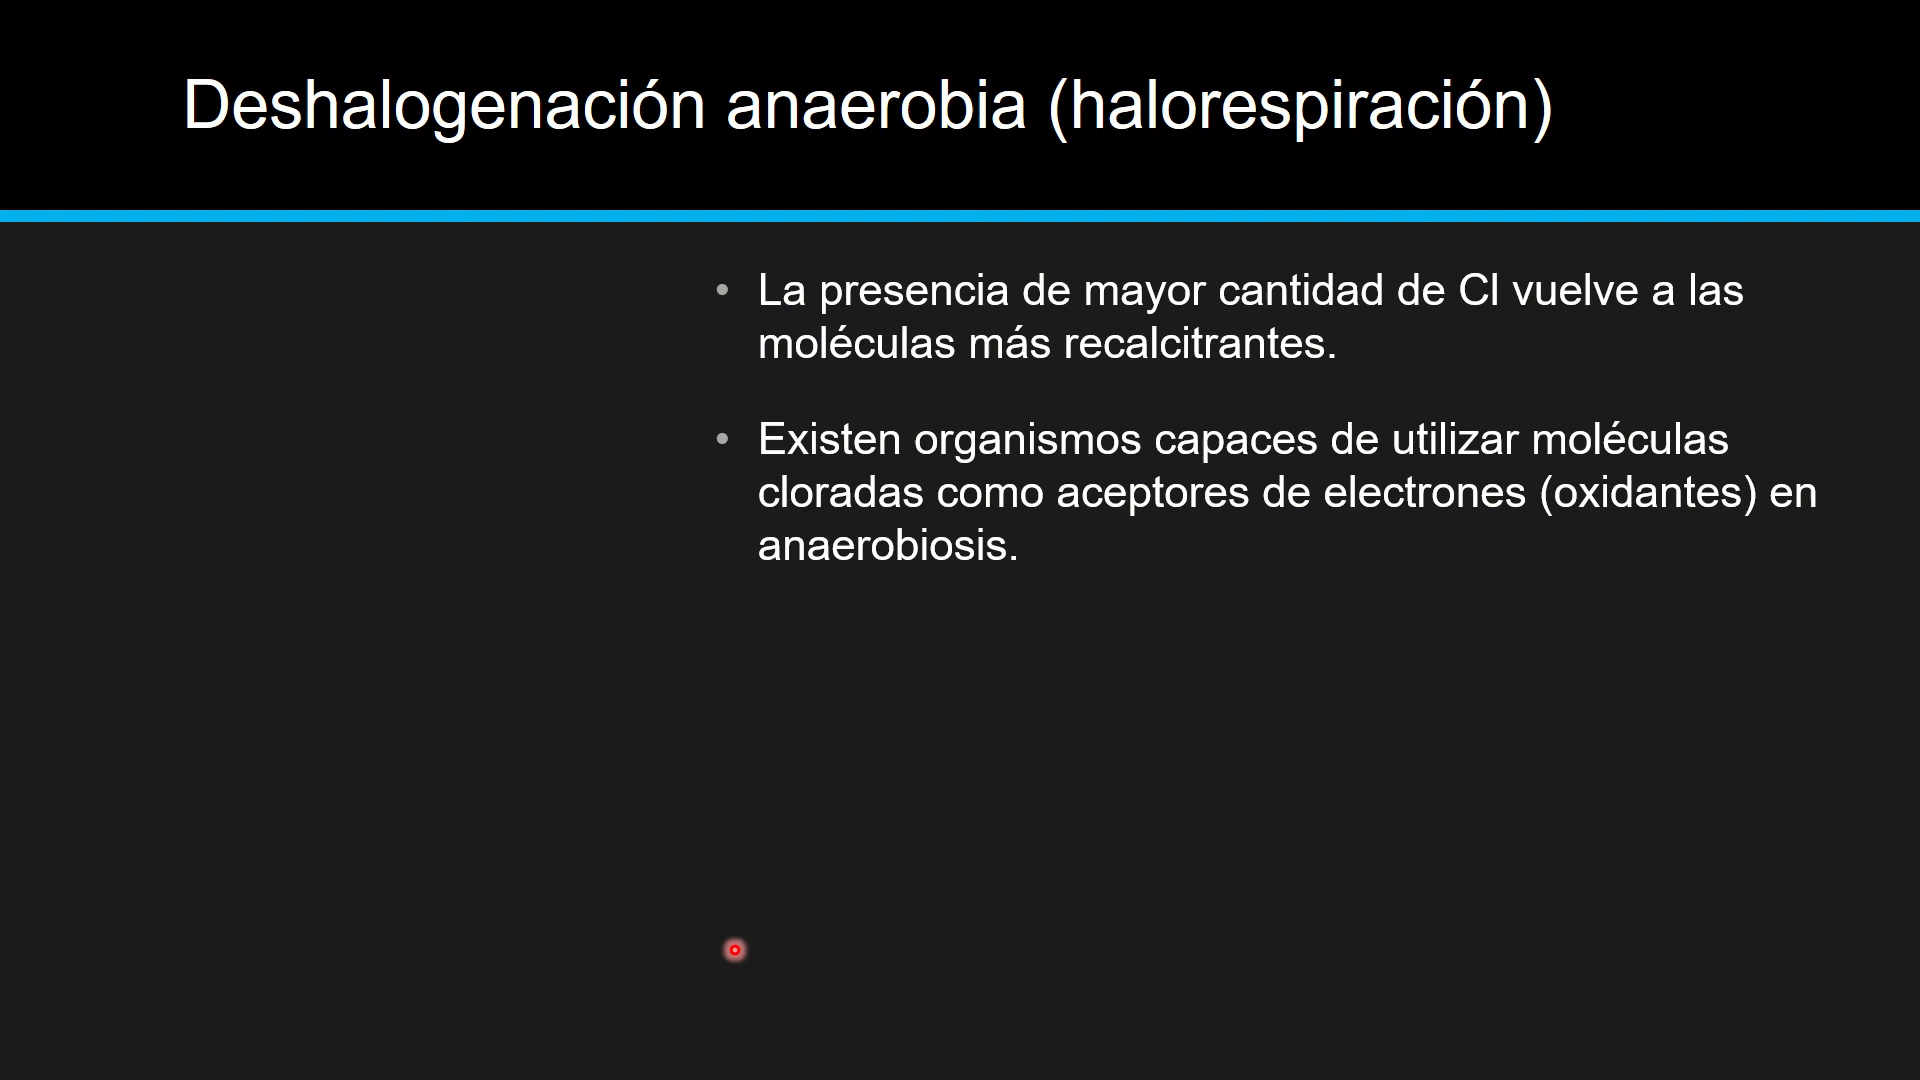 Deshalogenación anaerobia (halorespiración)
• La presencia de mayor cantidad de Cl vuelve a las
moléculas más recalcitrantes.
• Existen organismos capaces de utilizar moléculas
cloradas como aceptores de electrones (oxidantes) en
anaerobiosis.